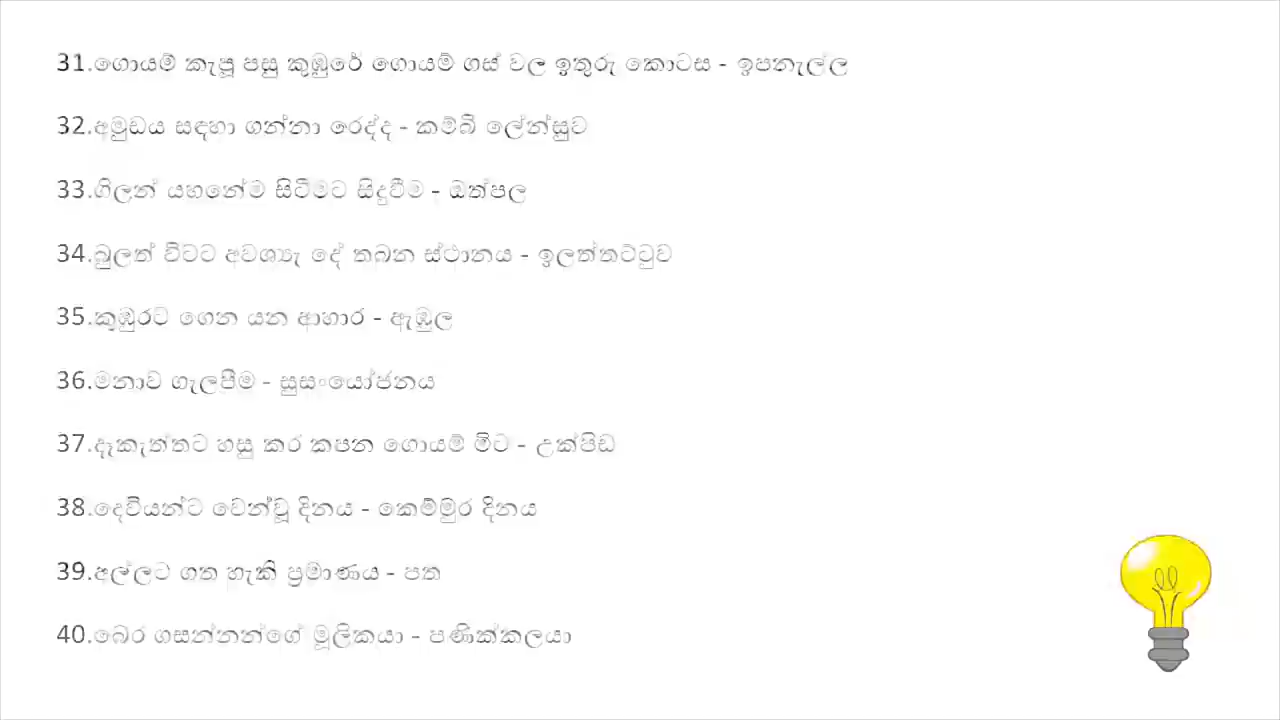 31.ගොයම් කැපූ පසු කුඹුරේ ගොයම් ගස් වල ඉතුරු කොටස - ඉපනැල්ල
32.අමුඩය සඳහා ගන්නා රෙද්ද - කම්බි ලේන්සුව
33.ගිලන් යහනේම සිටීමට සිදුවීම - ඔත්පල
34.බුලත් විටට අවශ්‍යැ දේ තබන ස්ථානය - ඉලත්තට්ටුව
35.කුඹුරට ගෙන යන ආහාර - ඇඹුල
36.මනාව ගැලපීම - සුසංයෝජනය
37.දෑකැත්තට හසු කර කපන ගොයම් මිට - උක්පිඩ
38.දෙවියන්ට වෙන්වූ දිනය - කෙම්මුර දිනය
39.අල්ලට ගත හැකි ප්‍රමාණය - පත
40.බෙර ගසන්නන්ගේ මූලිකයා - පණික්කලයා